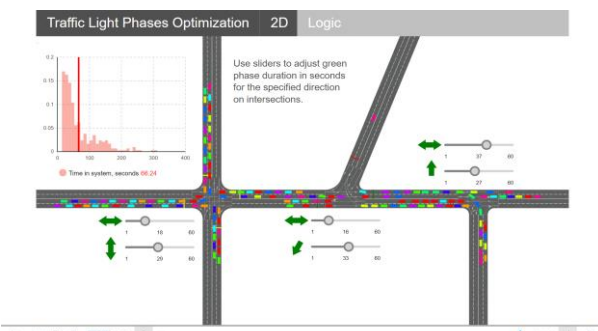 Traffic Light Phases Optimization 2D Logic
Use sliders to adjust green
phase duration in seconds
for the specified direction
on intersections.
0.2
0.15
0.1
0.05
0
0 100 200 300 400
Time in system, seconds 66.24
1 37 60
1 27 60
1 16 60
1 29 60
1 16 60
1 33 60